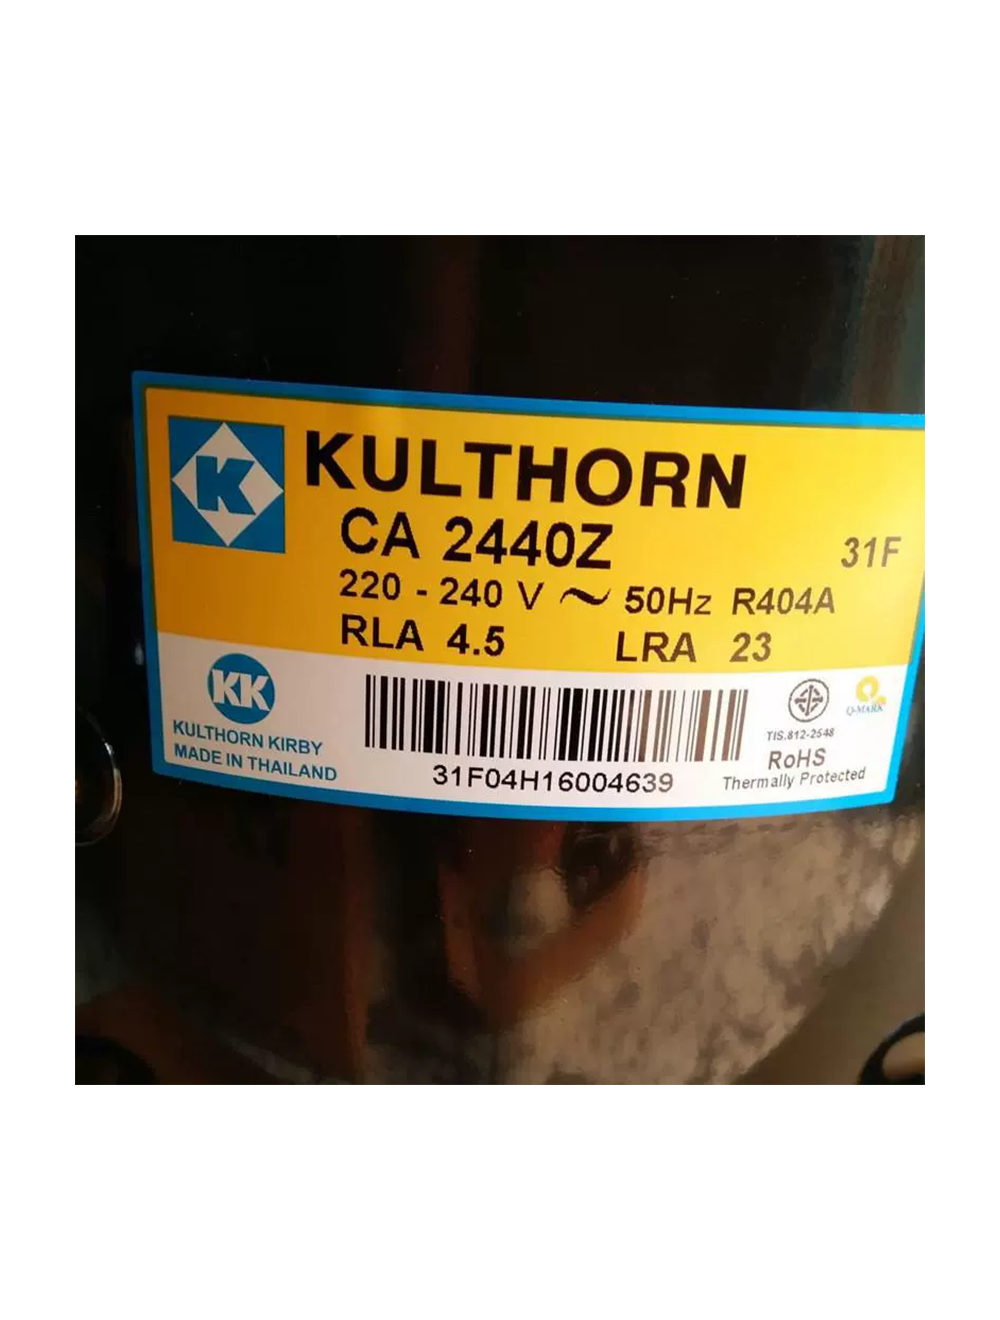 K KULTHORN
CA 2440Z
31F
220 - 240 V ~ 50Hz R404A
RLA 4.5 LRA 23
KK
KULTHORN KIRBY
MADE IN THAILAND
31F04H16004639
Q-MARK
TIS.812-2548
RoHS
Thermally Protected